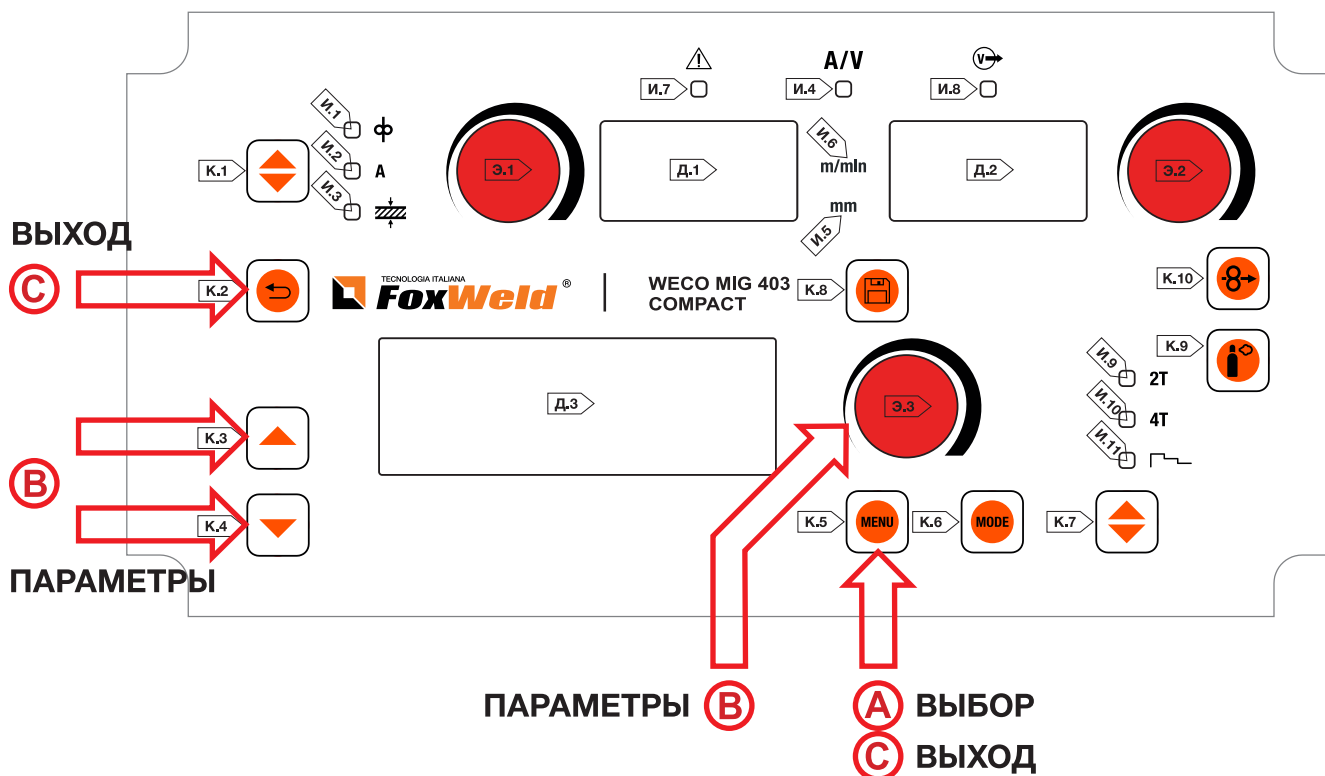 A/V
И.7
И.4
И.8
И.1
И.2
A
И.3
К.1
Э.1
Д.1
И.6
m/mIn
mm
И.5
Д.2
Э.2
ВЫХОД
C
К.2
TECNOLOGIA ITALIANA
FoxWeld®
WECO MIG 403
COMPACT
К.8
К.10
К.9
Д.3
Э.3
И.9
2T
И.10
4T
И.11
К.3
B
К.4
ПАРАМЕТРЫ
К.5
MENU
К.6
MODE
К.7
ПАРАМЕТРЫ B
A ВЫБОР
C ВЫХОД
V